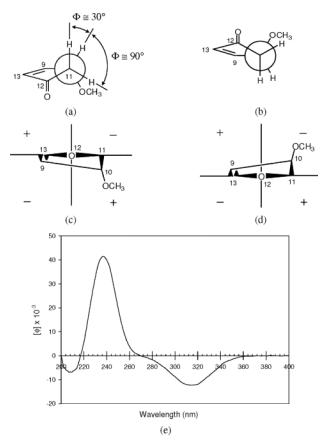 Φ ≅ 30°
Φ ≅ 90°
H
H
H
H
13
9
12
11
O
OCH₃
(a)
O
12
OCH₃
H
13
9
H
H
(b)
+ −
13 12 11
O
9
10
OCH₃
− +
(c)
+ −
OCH₃
9
10
13
O
12
11
− +
(d)
[φ] x 10⁻³
50
40
30
20
10
0
-10
-20
200 220 240 260 280 300 320 340 360 380 400
Wavelength (nm)
(e)